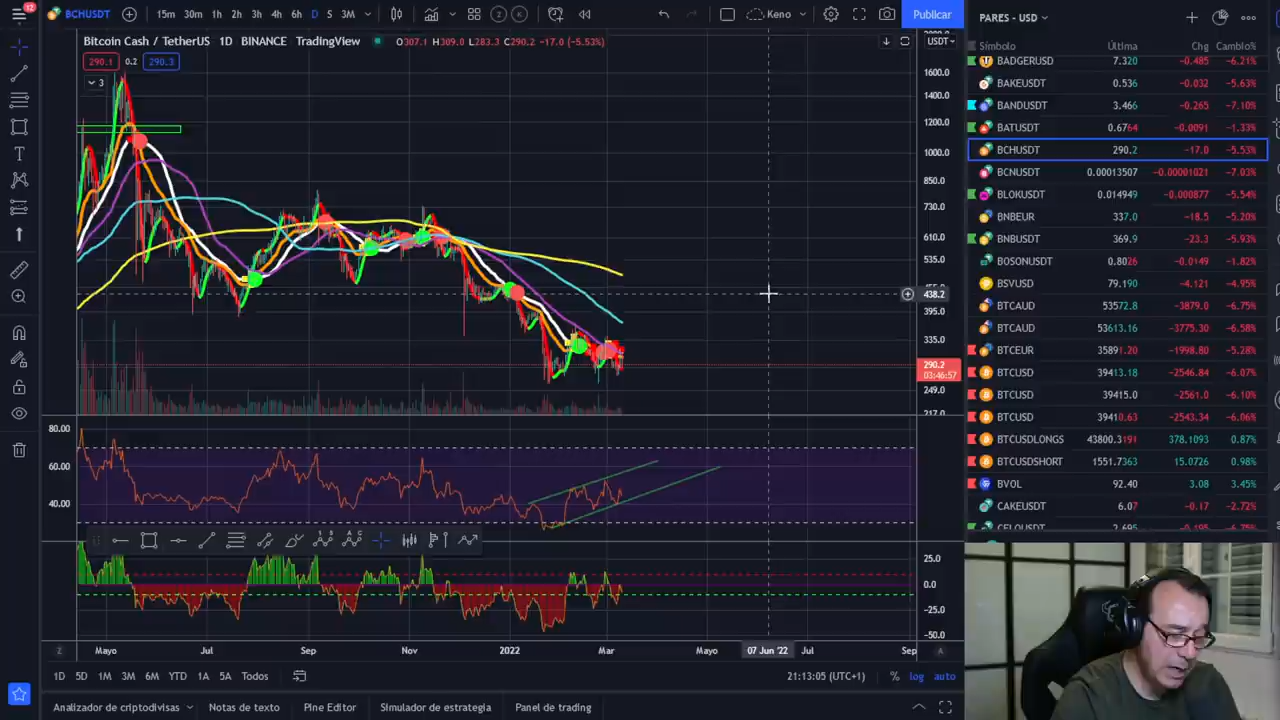 11
BCHUSDT
15m 30m 1h 2h 3h 4h 6h D S 3M
Keno
Publicar
Bitcoin Cash / TetherUS 1D BINANCE TradingView
O307.1 H309.0 L283.3 C290.2 -17.0 (-5.53%)
290.1 0.2 290.3
3
USDT
1600.0
1400.0
1200.0
1000.0
850.0
730.0
610.0
535.0
438.2
395.0
335.0
290.2
03:46:57
249.0
217.0
80.00
60.00
40.00
25.0
0.0
-25.0
-50.0
Z
Mayo Jul Sep Nov 2022 Mar Mayo 07 Jun '22 Jul Sep
A
1D 5D 1M 3M 6M YTD 1A 5A Todos
21:13:05 (UTC+1) % log auto
Analizador de criptodivisas Notas de texto Pine Editor Simulador de estrategia Panel de trading
PARES - USD
Símbolo Última Chg Cambio%
BADGERUSD 7.320 -0.485 -6.21%
BAKEUSDT 0.536 -0.032 -5.63%
BANDUSDT 3.466 -0.265 -7.10%
BATUSDT 0.6764 -0.0091 -1.33%
BCHUSDT 290.2 -17.0 -5.53%
BCNUSDT 0.00013507 -0.00001021 -7.03%
BLOKUSDT 0.014949 -0.000877 -5.54%
BNBEUR 337.0 -18.5 -5.20%
BNBUSDT 369.9 -23.3 -5.93%
BOSONUSDT 0.8026 -0.0149 -1.82%
BSVUSD 79.190 -4.121 -4.95%
BTCAUD 53572.8 -3879.0 -6.75%
BTCAUD 53613.16 -3775.30 -6.58%
BTCEUR 35891.20 -1998.80 -5.28%
BTCUSD 39413.18 -2546.84 -6.07%
BTCUSD 39415.0 -2561.0 -6.10%
BTCUSD 39410.63 -2543.34 -6.06%
BTCUSDLONGS 43800.3191 378.1093 0.87%
BTCUSDSHORT 1551.7363 15.0726 0.98%
BVOL 92.40 3.08 3.45%
CAKEUSDT 6.07 -0.17 -2.72%
CELOUSDT 2.695 -0.195 -6.75%